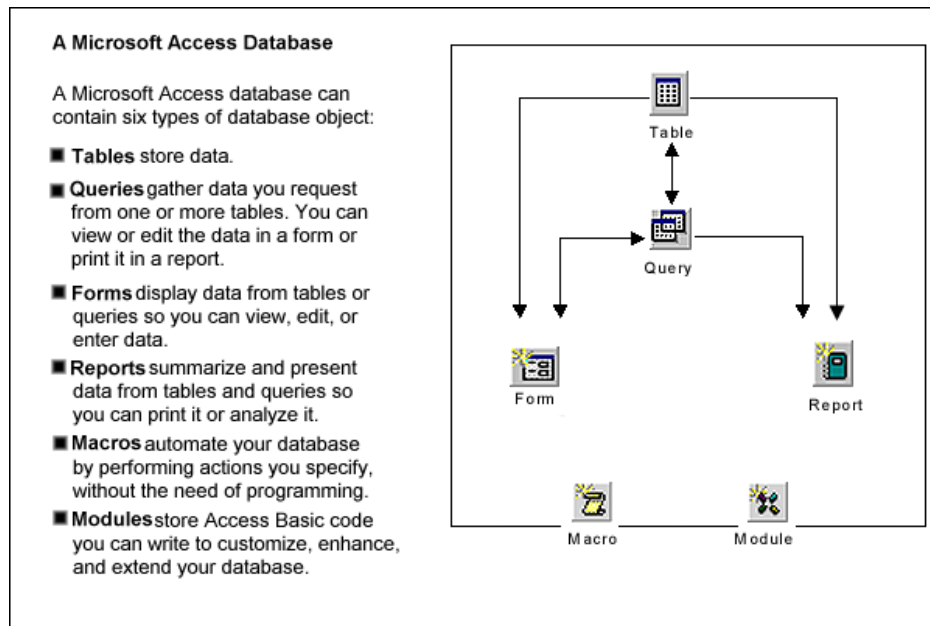 A Microsoft Access Database
A Microsoft Access database can
contain six types of database object:
Tables store data.
Queries gather data you request
from one or more tables. You can
view or edit the data in a form or
print it in a report.
Forms display data from tables or
queries so you can view, edit, or
enter data.
Reports summarize and present
data from tables and queries so
you can print it or analyze it.
Macros automate your database
by performing actions you specify,
without the need of programming.
Modules store Access Basic code
you can write to customize, enhance,
and extend your database.
Table
Query
Form
Report
Macro
Module